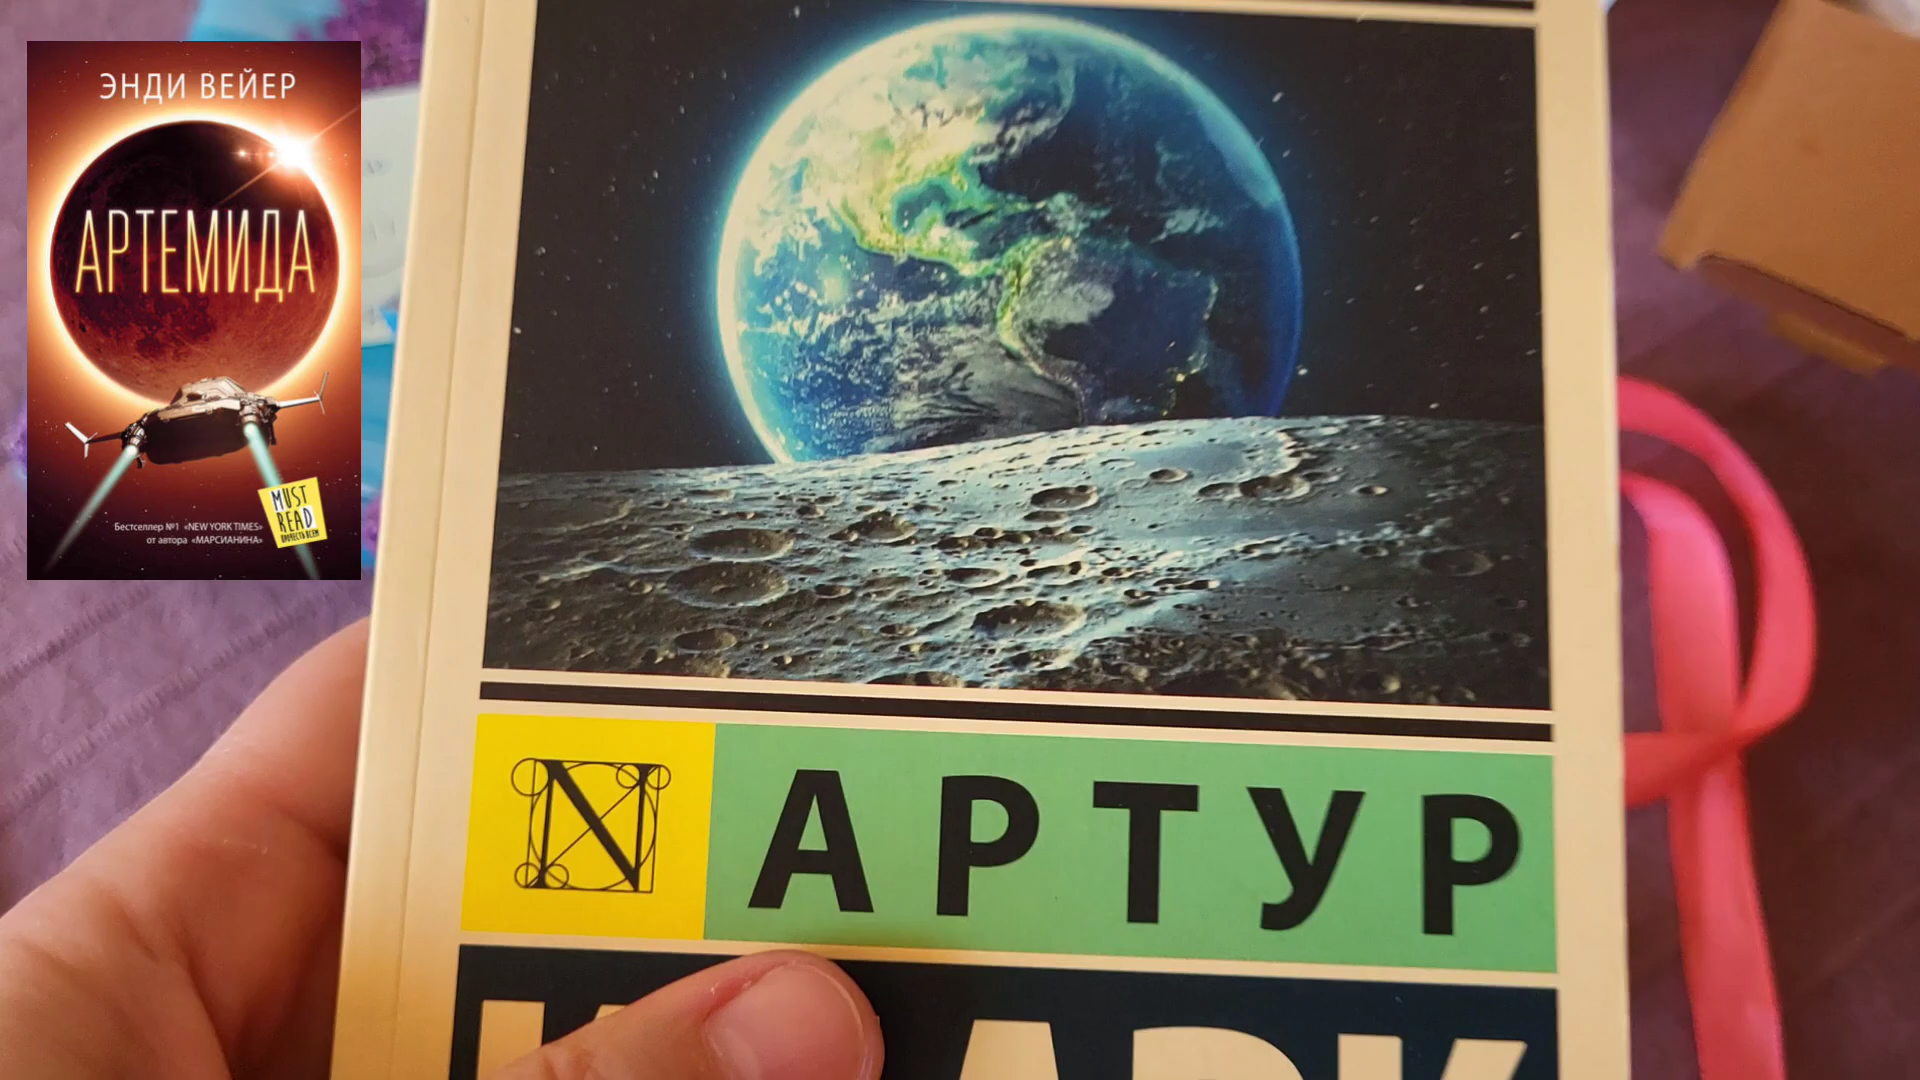 ЭНДИ ВЕЙЕР
АРТЕМИДА
MUST
READ
ПРОЧЕСТЬ ВСЕМ
Бестселлер №1 «NEW YORK TIMES»
от автора «МАРСИАНИНА»
N
АРТУР